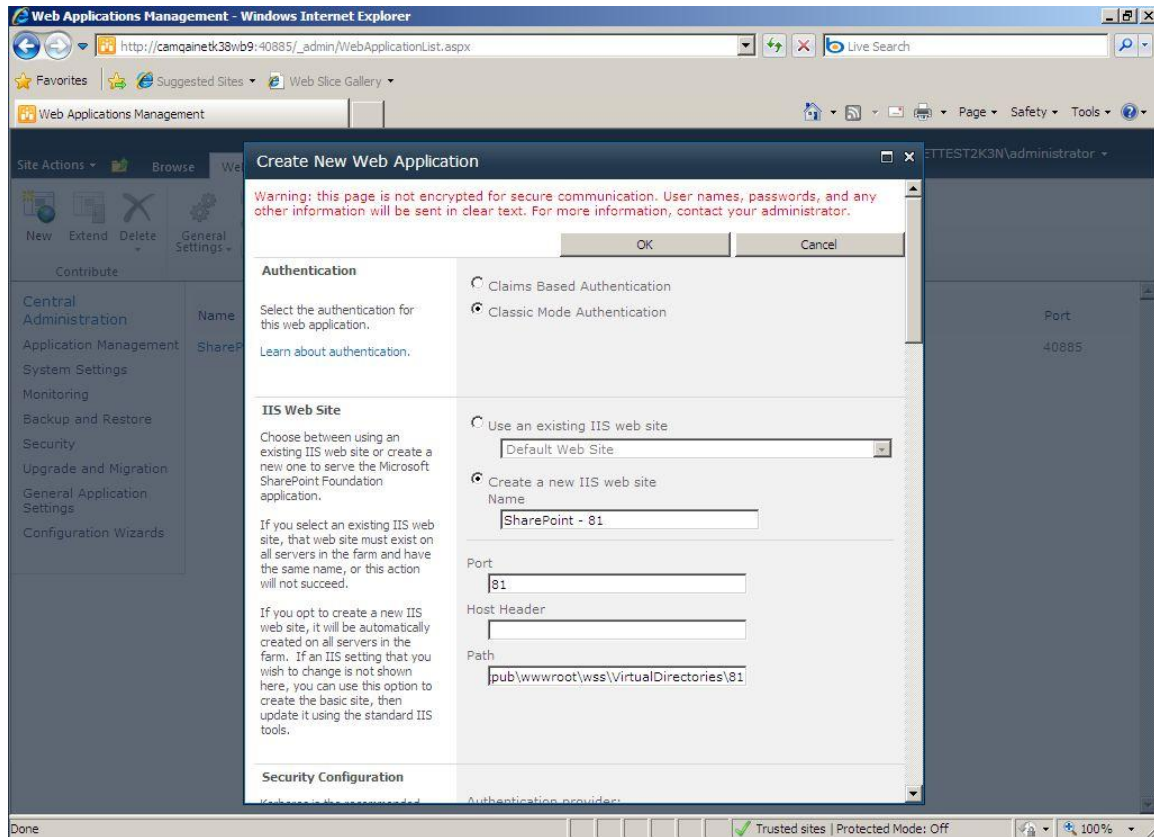 Web Applications Management - Windows Internet Explorer
http://camqainetk38wb9:40885/_admin/WebApplicationList.aspx
Live Search
Favorites
Suggested Sites
Web Slice Gallery
Web Applications Management
Page
Safety
Tools
Site Actions
Browse
We
ETTEST2K3N\administrator
New
Extend
Delete
General
Settings
Contribute
Central
Administration
Application Management
System Settings
Monitoring
Backup and Restore
Security
Upgrade and Migration
General Application
Settings
Configuration Wizards
Name
ShareP
Port
40885
Create New Web Application
Warning: this page is not encrypted for secure communication. User names, passwords, and any
other information will be sent in clear text. For more information, contact your administrator.
OK
Cancel
Authentication
Select the authentication for
this web application.
Learn about authentication.
Claims Based Authentication
Classic Mode Authentication
IIS Web Site
Choose between using an
existing IIS web site or create a
new one to serve the Microsoft
SharePoint Foundation
application.
If you select an existing IIS web
site, that web site must exist on
all servers in the farm and have
the same name, or this action
will not succeed.
If you opt to create a new IIS
web site, it will be automatically
created on all servers in the
farm. If an IIS setting that you
wish to change is not shown
here, you can use this option to
create the basic site, then
update it using the standard IIS
tools.
Use an existing IIS web site
Default Web Site
Create a new IIS web site
Name
SharePoint - 81
Port
81
Host Header
Path
pub\wwwroot\wss\VirtualDirectories\81
Security Configuration
Kerberos is the recommended
Authentication provider:
Done
Trusted sites | Protected Mode: Off
100%